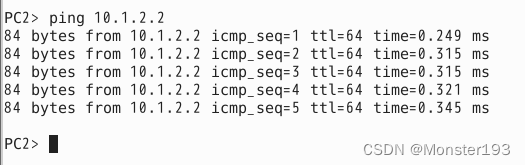 PC2> ping 10.1.2.2
84 bytes from 10.1.2.2 icmp_seq=1 ttl=64 time=0.249 ms
84 bytes from 10.1.2.2 icmp_seq=2 ttl=64 time=0.315 ms
84 bytes from 10.1.2.2 icmp_seq=3 ttl=64 time=0.315 ms
84 bytes from 10.1.2.2 icmp_seq=4 ttl=64 time=0.321 ms
84 bytes from 10.1.2.2 icmp_seq=5 ttl=64 time=0.345 ms
PC2>
CSDN @Monster193